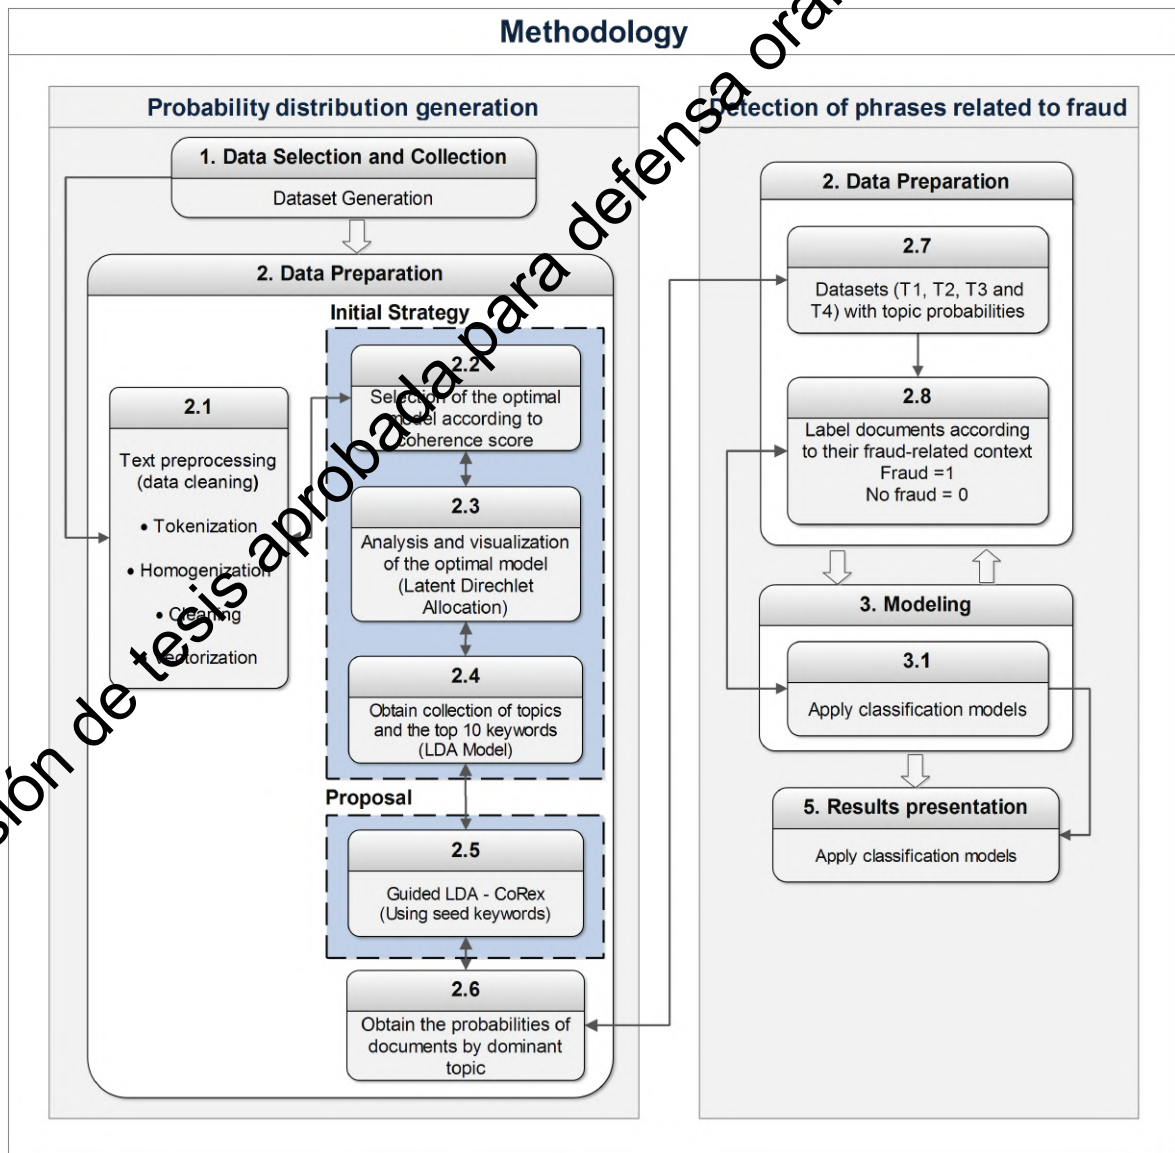 Methodology
Probability distribution generation
1. Data Selection and Collection
Dataset Generation
2. Data Preparation
Initial Strategy
2.1
Text preprocessing
(data cleaning)
• Tokenization
• Homogenization
• Cleaning
Vectorization
2.2
Selection of the optimal
model according to
coherence score
2.3
Analysis and visualization
of the optimal model
(Latent Direchlet
Allocation)
2.4
Obtain collection of topics
and the top 10 keywords
(LDA Model)
Proposal
2.5
Guided LDA - CoRex
(Using seed keywords)
2.6
Obtain the probabilities of
documents by dominant
topic
Detection of phrases related to fraud
2. Data Preparation
2.7
Datasets (T1, T2, T3 and
T4) with topic probabilities
2.8
Label documents according
to their fraud-related context
Fraud =1
No fraud = 0
3. Modeling
3.1
Apply classification models
5. Results presentation
Apply classification models
sión de tesis aprobada para defensa oral